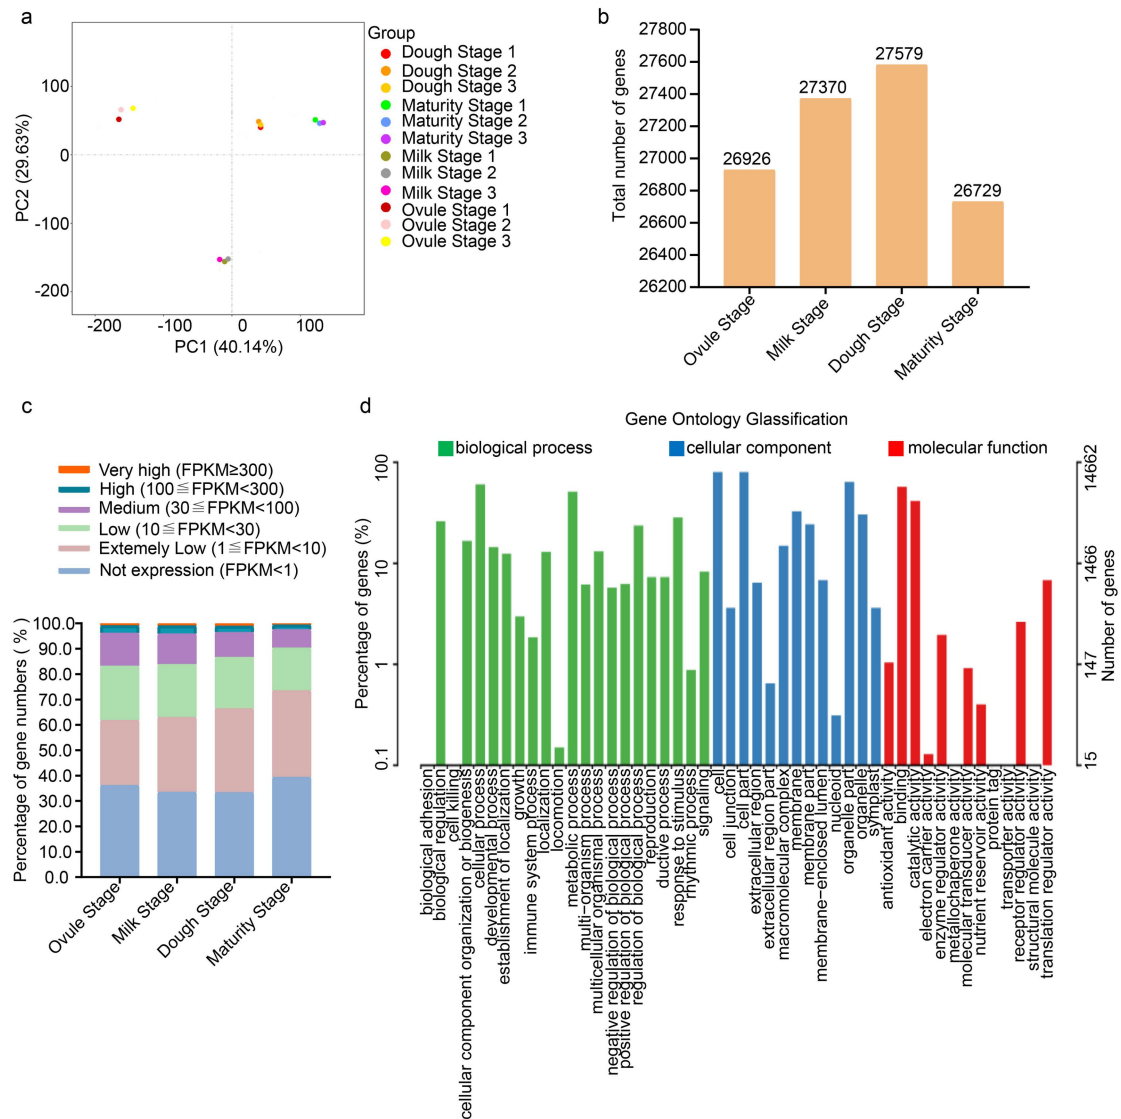 a
Group
Dough Stage 1
Dough Stage 2
Dough Stage 3
Maturity Stage 1
Maturity Stage 2
Maturity Stage 3
Milk Stage 1
Milk Stage 2
Milk Stage 3
Ovule Stage 1
Ovule Stage 2
Ovule Stage 3
PC2 (29.63%)
100
0
-100
-200
-200 -100 0 100
PC1 (40.14%)
b
Total number of genes
27800
27600
27400
27200
27000
26800
26600
26400
26200
26926
27370
27579
26729
Ovule Stage
Milk Stage
Dough Stage
Maturity Stage
c
Very high (FPKM≥300)
High (100≦FPKM<300)
Medium (30≦FPKM<100)
Low (10≦FPKM<30)
Extemely Low (1≦FPKM<10)
Not expression (FPKM<1)
Percentage of gene numbers (%)
100.0
90.0
80.0
70.0
60.0
50.0
40.0
30.0
20.0
10.0
0.0
Ovule Stage
Milk Stage
Dough Stage
Maturity Stage
d
Gene Ontology Glassification
biological process
cellular component
molecular function
Percentage of genes (%)
100
10
1
0.1
14662
1466
147
15
Number of genes
biological adhesion
biological regulation
cell killing
cellular component organization or biogenesis
cellular process
developmental process
establishment of localization
growth
immune system process
localization
locomotion
metabolic process
multi-organism process
multicellular organismal process
negative regulation of biological process
positive regulation of biological process
regulation of biological process
reproduction
ductive process
response to stimulus
rhythmic process
signaling
cell
cell junction
cell part
extracellular region
extracellular region part
macromolecular complex
membrane
membrane part
membrane-enclosed lumen
nucleoid
organelle part
organelle
symplast
antioxidant activity
binding
catalytic activity
electron carrier activity
enzyme regulator activity
metallochaperone activity
molecular transducer activity
nutrient reservoir activity
protein tag
transporter activity
receptor regulator activity
structural molecule activity
translation regulator activity